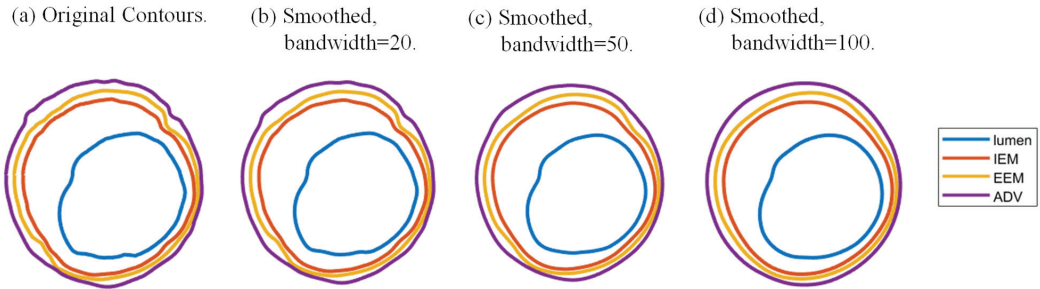 (a) Original Contours.
(b) Smoothed,
bandwidth=20.
(c) Smoothed,
bandwidth=50.
(d) Smoothed,
bandwidth=100.
lumen
IEM
EEM
ADV